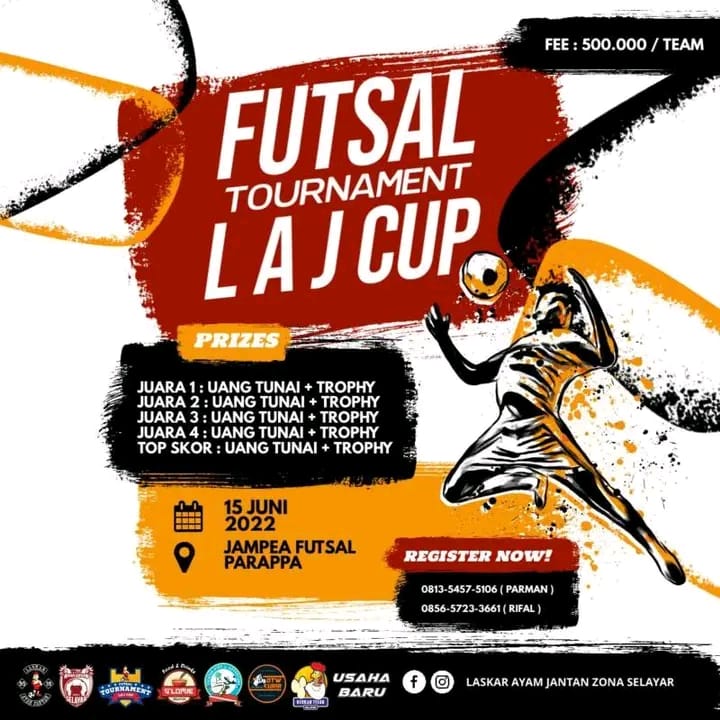 FEE : 500.000 / TEAM
FUTSAL
TOURNAMENT
L A J CUP
PRIZES
JUARA 1 : UANG TUNAI + TROPHY
JUARA 2 : UANG TUNAI + TROPHY
JUARA 3 : UANG TUNAI + TROPHY
JUARA 4 : UANG TUNAI + TROPHY
TOP SKOR : UANG TUNAI + TROPHY
15 JUNI
2022
JAMPEA FUTSAL
PARAPPA
REGISTER NOW!
0813-5457-5106 ( PARMAN )
0856-5723-3661 ( RIFAL )
SELAYAR
TOURNAMENT
USAHA
BARU
LASKAR AYAM JANTAN ZONA SELAYAR